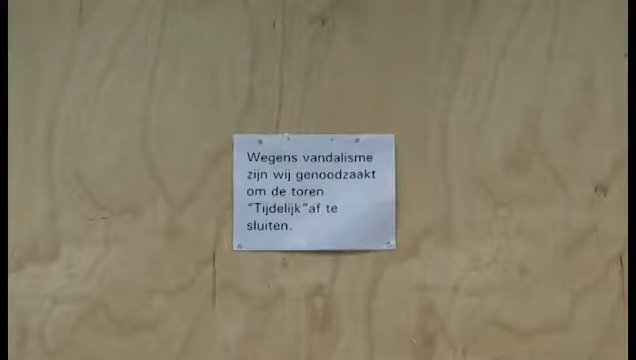 Wegens vandalisme
zijn wij genoodzaakt
om de toren
"Tijdelijk"af te
sluiten.